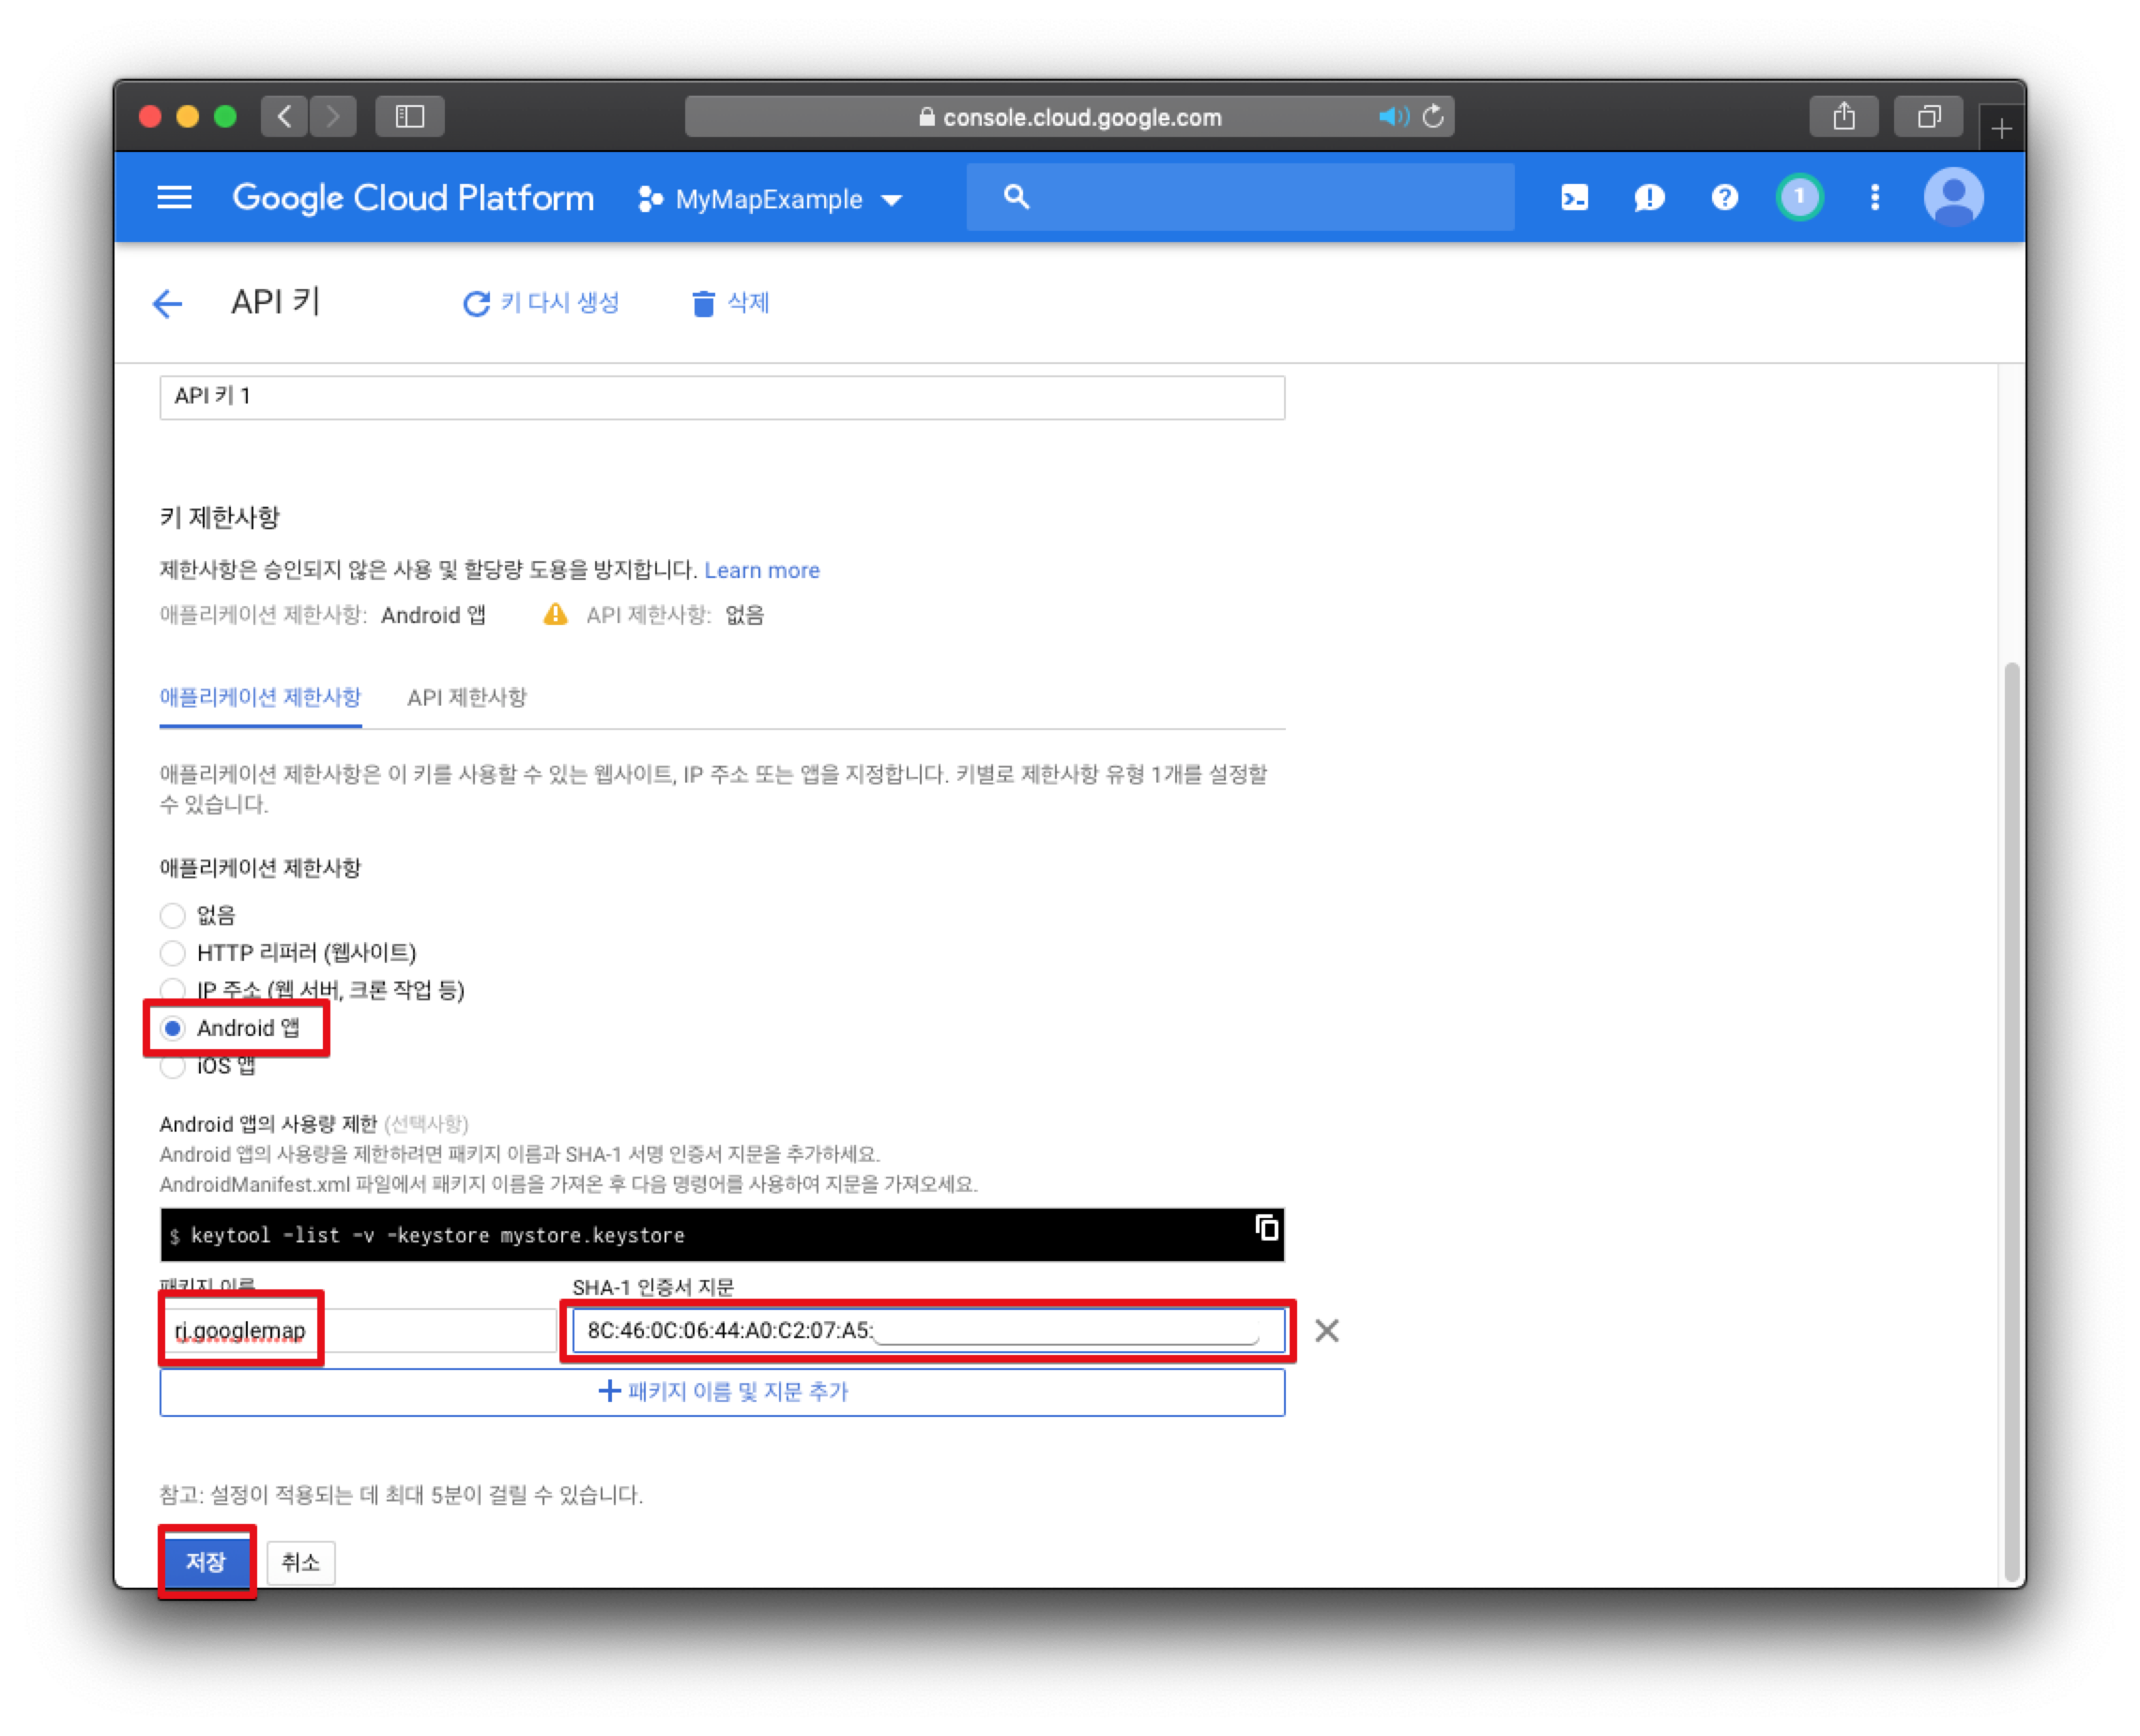 console.cloud.google.com
Google Cloud Platform MyMapExample 1
API 키 키 다시 생성 삭제
API 키 1
키 제한사항
제한사항은 승인되지 않은 사용 및 할당량 도용을 방지합니다. Learn more
애플리케이션 제한사항: Android 앱 API 제한사항: 없음
애플리케이션 제한사항 API 제한사항
애플리케이션 제한사항은 이 키를 사용할 수 있는 웹사이트, IP 주소 또는 앱을 지정합니다. 키별로 제한사항 유형 1개를 설정할
수 있습니다.
애플리케이션 제한사항
없음
HTTP 리퍼러 (웹사이트)
IP 주소 (웹 서버, 크론 작업 등)
Android 앱
iOS 앱
Android 앱의 사용량 제한 (선택사항)
Android 앱의 사용량을 제한하려면 패키지 이름과 SHA-1 서명 인증서 지문을 추가하세요.
AndroidManifest.xml 파일에서 패키지 이름을 가져온 후 다음 명령어를 사용하여 지문을 가져오세요.
$ keytool -list -v -keystore mystore.keystore
패키지 이름 SHA-1 인증서 지문
rj.googlemap 8C:46:0C:06:44:A0:C2:07:A5:
+ 패키지 이름 및 지문 추가
참고: 설정이 적용되는 데 최대 5분이 걸릴 수 있습니다.
저장 취소